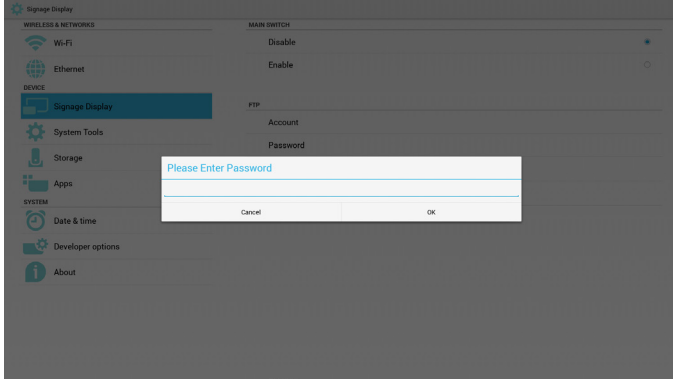 Signage Display
WIRELESS & NETWORKS
Wi-Fi
Ethernet
DEVICE
Signage Display
System Tools
Storage
Apps
SYSTEM
Date & time
Developer options
About
MAIN SWITCH
Disable
Enable
FTP
Account
Password
Please Enter Password
Cancel
OK